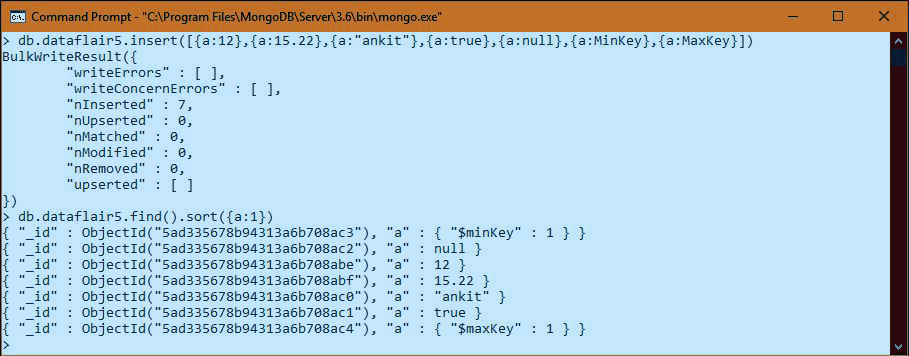 Command Prompt - "C:\Program Files\MongoDB\Server\3.6\bin\mongo.exe"
> db.dataflair5.insert([{a:12},{a:15.22},{a:"ankit"},{a:true},{a:null},{a:MinKey},{a:MaxKey}])
BulkWriteResult({
        "writeErrors" : [ ],
        "writeConcernErrors" : [ ],
        "nInserted" : 7,
        "nUpserted" : 0,
        "nMatched" : 0,
        "nModified" : 0,
        "nRemoved" : 0,
        "upserted" : [ ]
})
> db.dataflair5.find().sort({a:1})
{ "_id" : ObjectId("5ad335678b94313a6b708ac3"), "a" : { "$minKey" : 1 } }
{ "_id" : ObjectId("5ad335678b94313a6b708ac2"), "a" : null }
{ "_id" : ObjectId("5ad335678b94313a6b708abe"), "a" : 12 }
{ "_id" : ObjectId("5ad335678b94313a6b708abf"), "a" : 15.22 }
{ "_id" : ObjectId("5ad335678b94313a6b708ac0"), "a" : "ankit" }
{ "_id" : ObjectId("5ad335678b94313a6b708ac1"), "a" : true }
{ "_id" : ObjectId("5ad335678b94313a6b708ac4"), "a" : { "$maxKey" : 1 } }
>